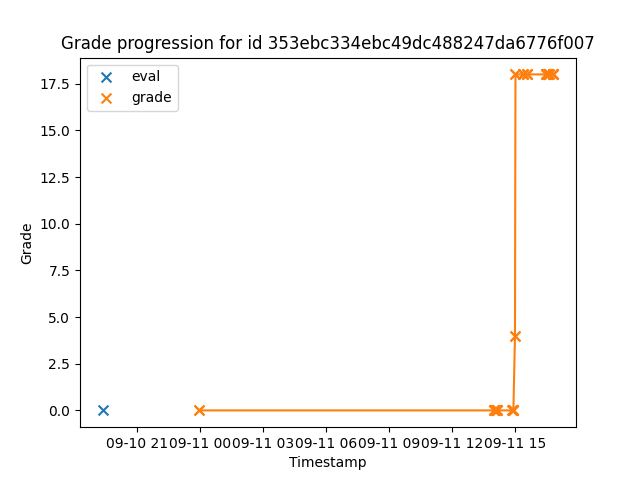 Grade progression for id 353ebc334ebc49dc488247da6776f007
eval
grade
17.5
15.0
12.5
10.0
7.5
5.0
2.5
0.0
Grade
09-10 21 09-11 00 09-11 03 09-11 06 09-11 09 09-11 12 09-11 15
Timestamp